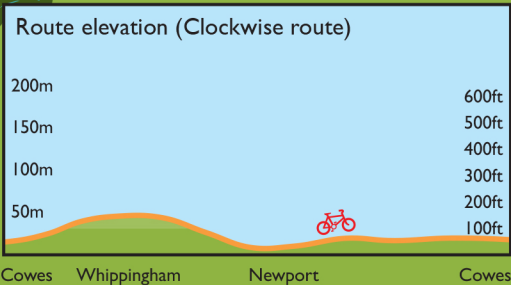 Route elevation (Clockwise route)
200m
150m
100m
50m
600ft
500ft
400ft
300ft
200ft
100ft
Cowes Whippingham Newport Cowes